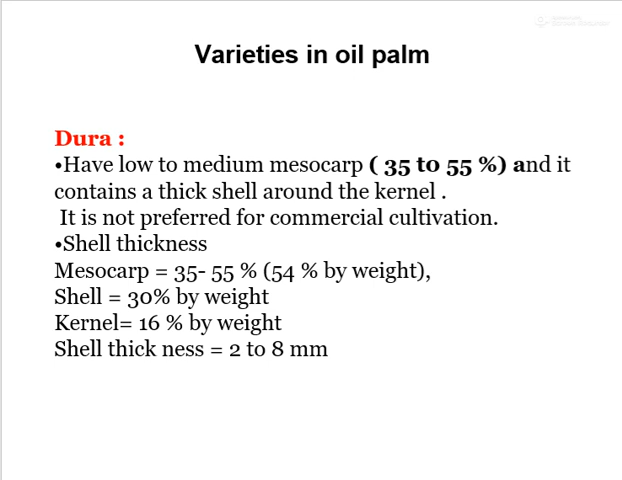 Varieties in oil palm
Dura :
•Have low to medium mesocarp ( 35 to 55 %) and it
contains a thick shell around the kernel .
It is not preferred for commercial cultivation.
•Shell thickness
Mesocarp = 35- 55 % (54 % by weight),
Shell = 30% by weight
Kernel= 16 % by weight
Shell thick ness = 2 to 8 mm